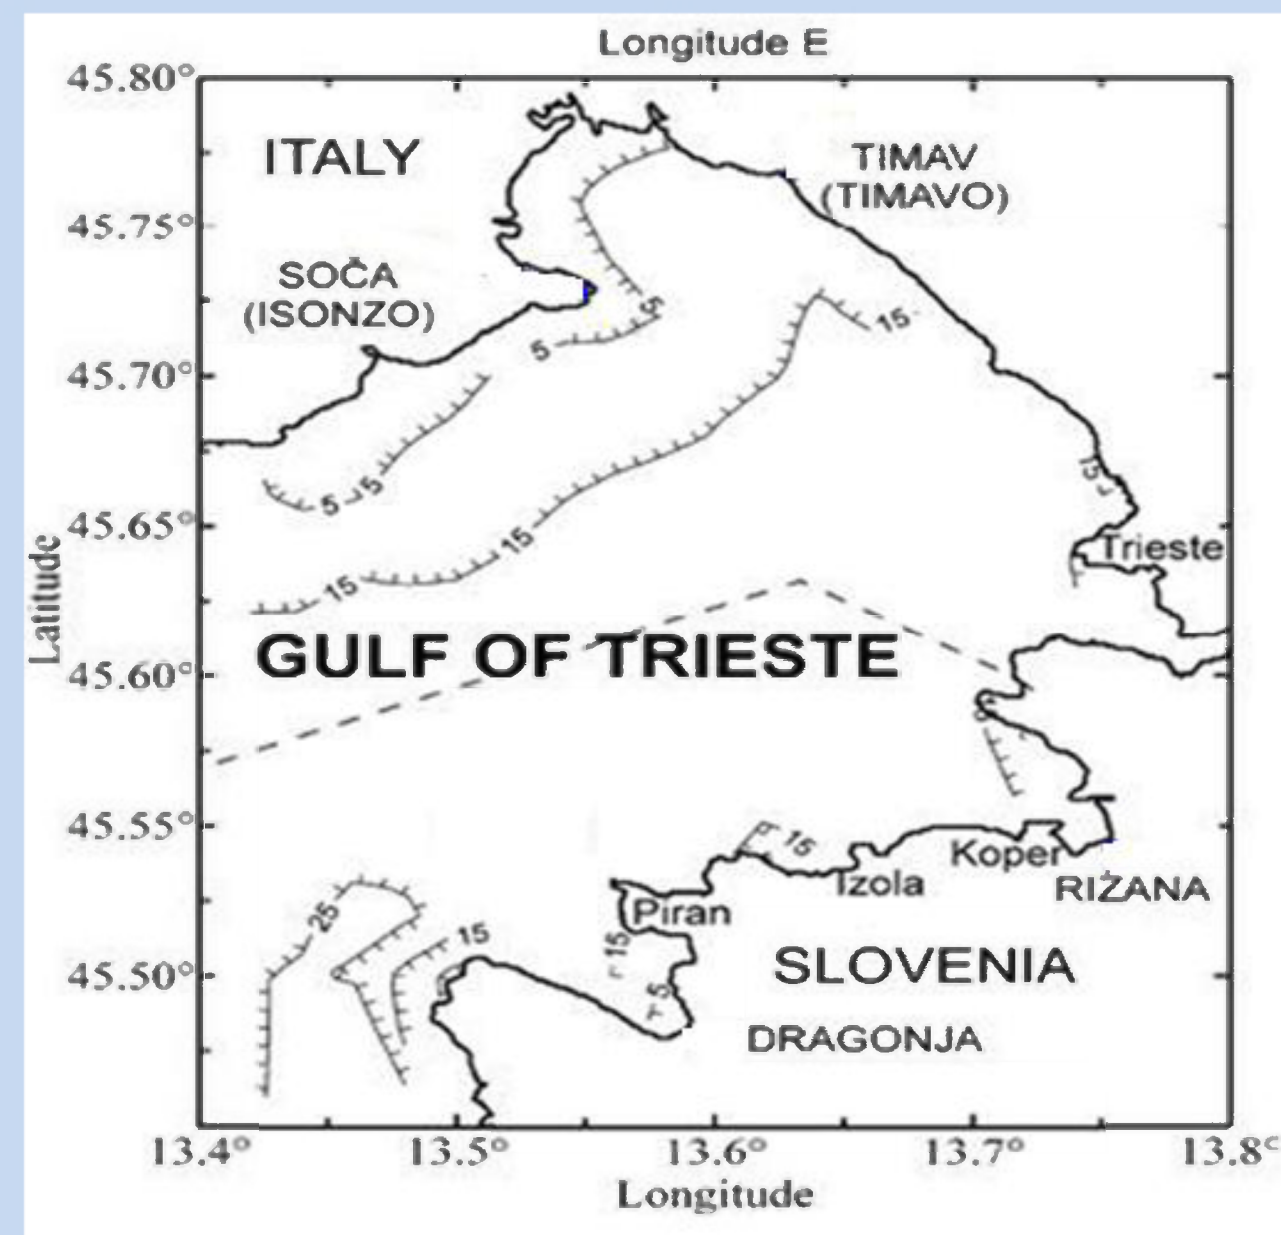 Longitude E
45.80°
ITALY
TIMAV
(TIMAVO)
45.75°
SOČA
(ISONZO)
5
15
5
45.70°
15
5
5
45.65°
15
Trieste
15
Latitude
GULF OF TRIESTE
45.60°
45.55°
15
Koper
Izola
RIŽANA
25
Piran
15
15
SLOVENIA
45.50°
5
DRAGONJA
13.4°
13.5°
13.6°
13.7°
13.8°
Longitude